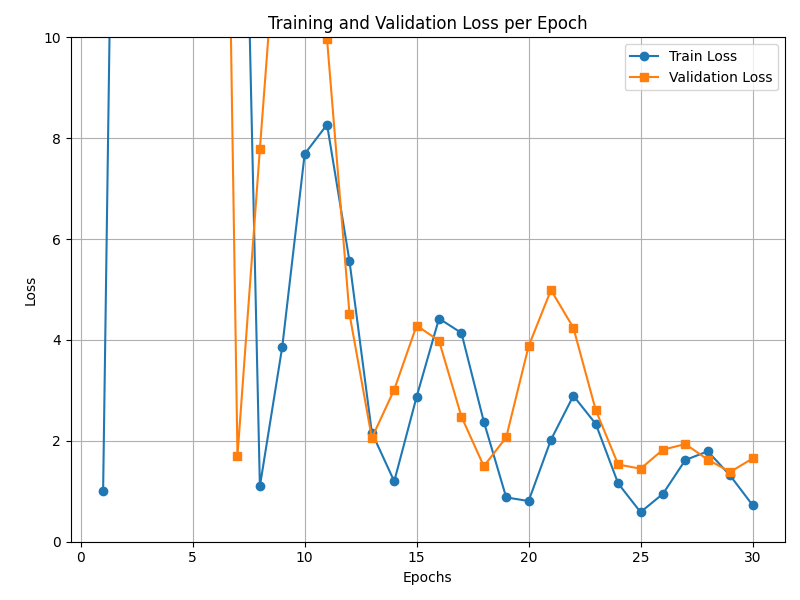 Training and Validation Loss per Epoch
Train Loss
Validation Loss
Loss
10
8
6
4
2
0
0 5 10 15 20 25 30
Epochs